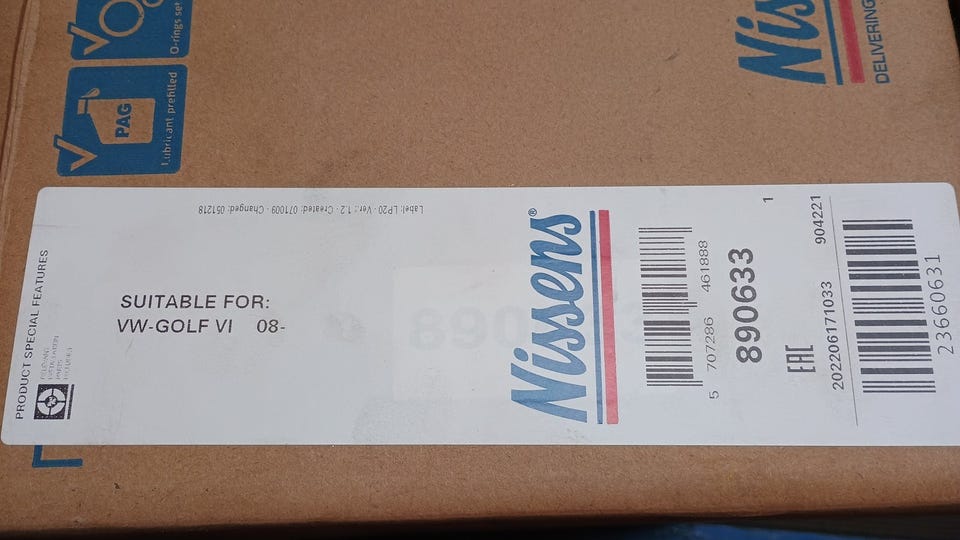 O-rings set
PAG
Lubricant prefilled
Nis
DELIVERING
Label: LP20 - Ver.: 1.2 - Created: 071009 - Changed: 051218
PRODUCT SPECIAL FEATURES
SUITABLE FOR:
VW-GOLF VI 08-
Nissens®
5 707286 461888
890633
1
EAC
202206171033
904221
23660631